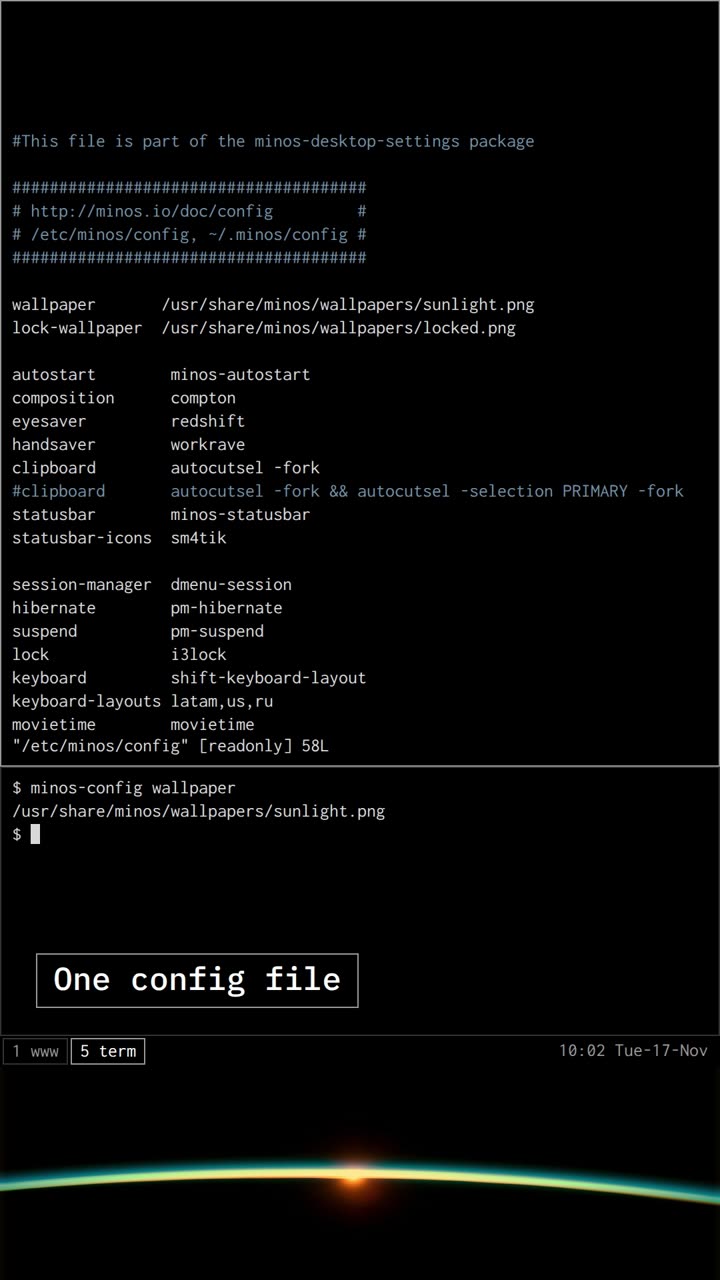 #This file is part of the minos-desktop-settings package
######################################
# http://minos.io/doc/config         #
# /etc/minos/config, ~/.minos/config #
######################################
wallpaper       /usr/share/minos/wallpapers/sunlight.png
lock-wallpaper  /usr/share/minos/wallpapers/locked.png
autostart        minos-autostart
composition      compton
eyesaver         redshift
handsaver        workrave
clipboard        autocutsel -fork
#clipboard       autocutsel -fork && autocutsel -selection PRIMARY -fork
statusbar        minos-statusbar
statusbar-icons  sm4tik
session-manager  dmenu-session
hibernate        pm-hibernate
suspend          pm-suspend
lock             i3lock
keyboard         shift-keyboard-layout
keyboard-layouts latam,us,ru
movietime        movietime
"/etc/minos/config" [readonly] 58L
$ minos-config wallpaper
/usr/share/minos/wallpapers/sunlight.png
$
One config file
1 www 5 term 10:02 Tue-17-Nov